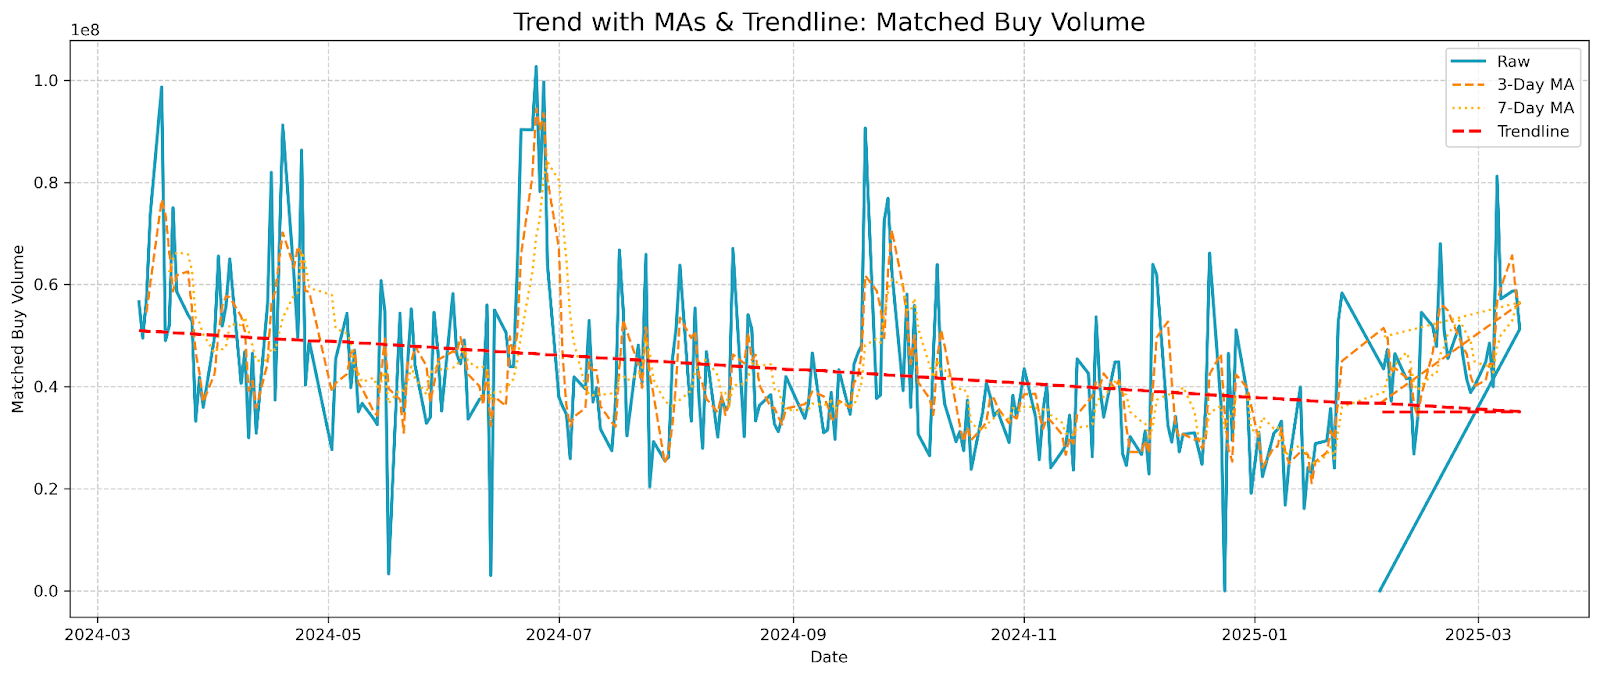 Trend with MAs & Trendline: Matched Buy Volume
1e8
Raw
3-Day MA
7-Day MA
Trendline
1.0
0.8
0.6
0.4
0.2
0.0
Matched Buy Volume
2024-03
2024-05
2024-07
2024-09
2024-11
2025-01
2025-03
Date